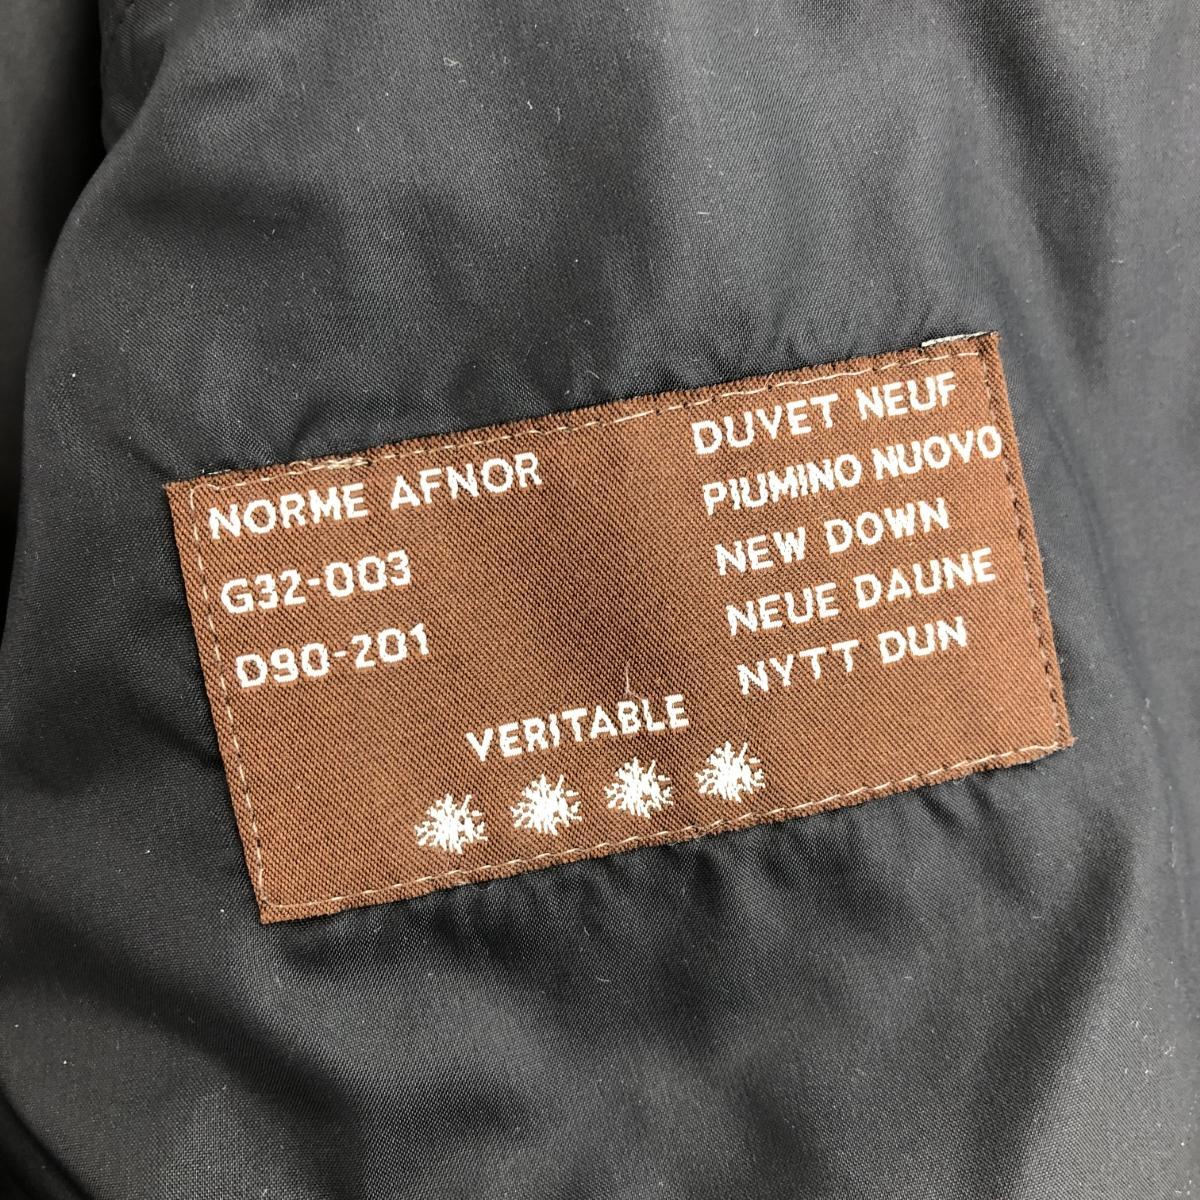 NORME AFNOR
G32-003
D90-201
DUVET NEUF
PIUMINO NUOVO
NEW DOWN
NEUE DAUNE
NYTT DUN
VERITABLE